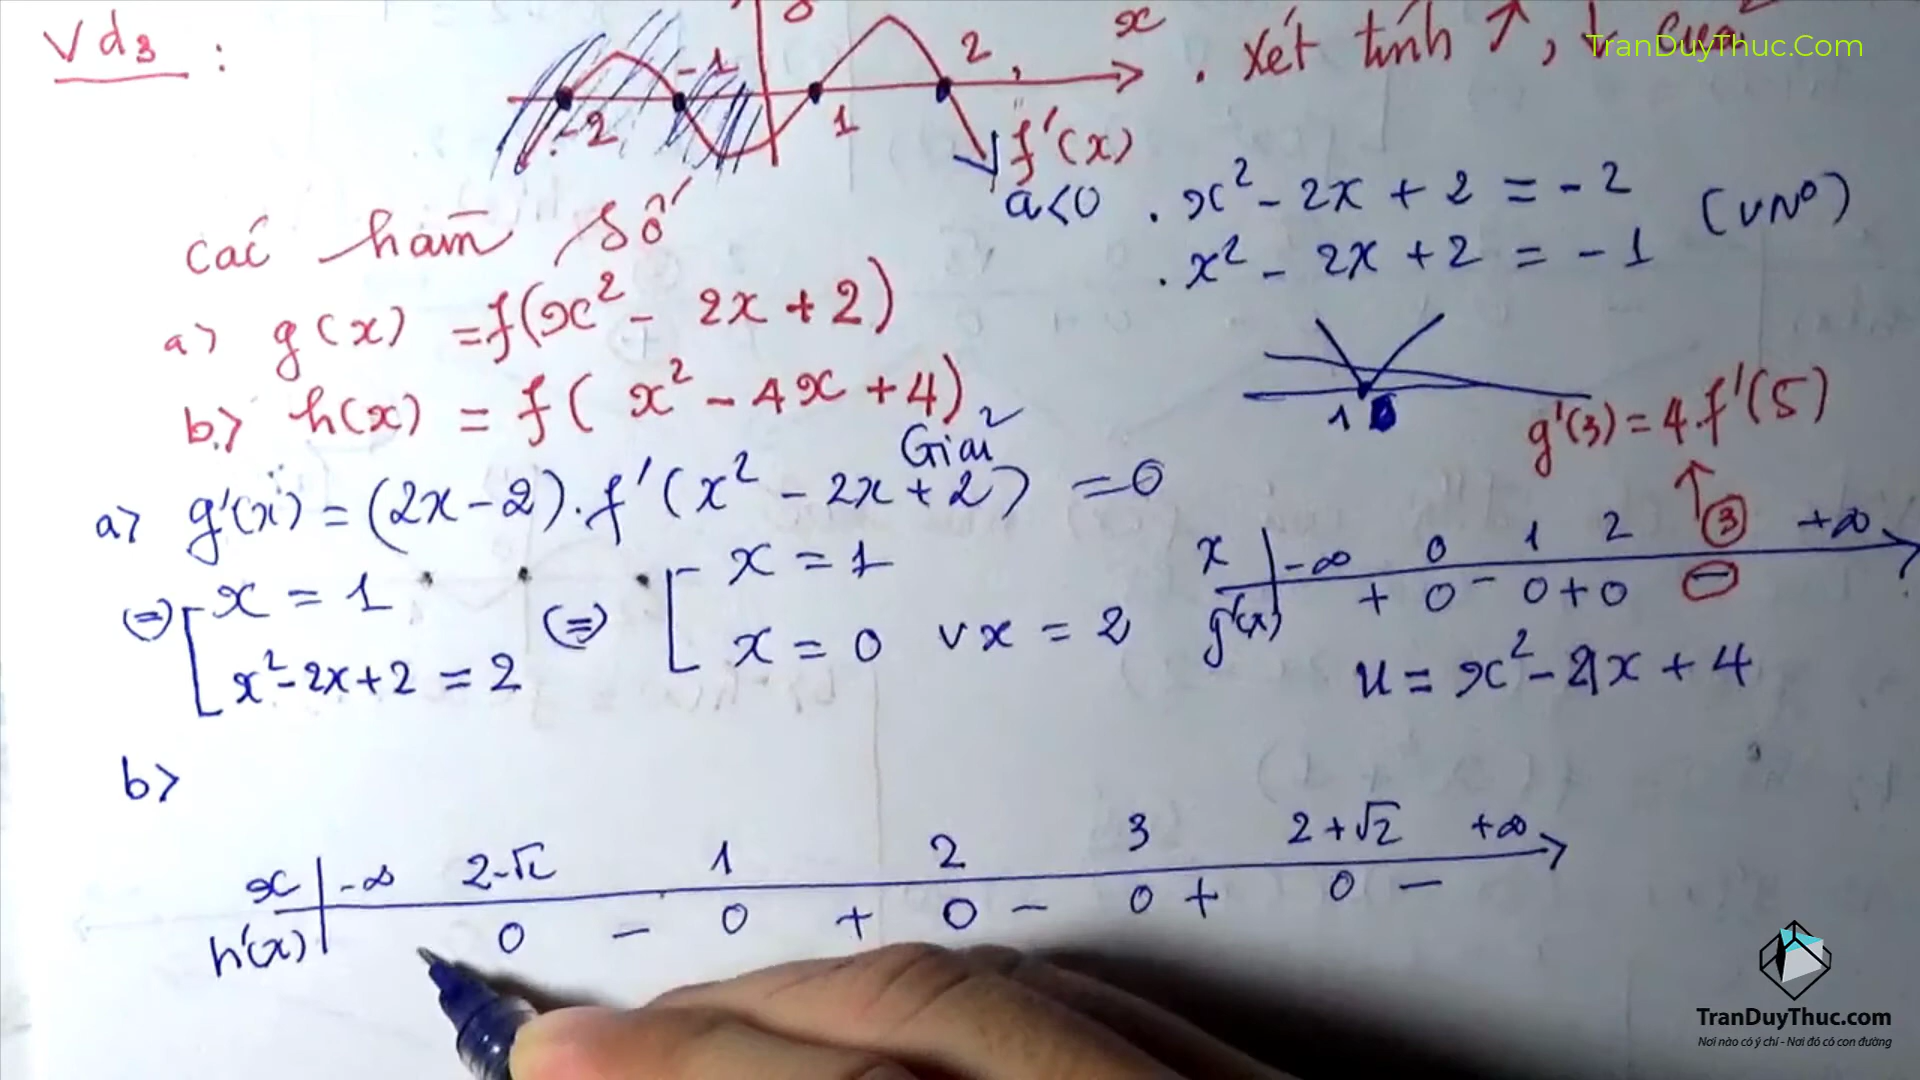 Vd3 :
0 x
-2 -1 1 2
f'(x)
a<0
. xét tính ↑, ↓
TranDuyThuc.Com
các hàm số
a) g(x) = f(x² - 2x + 2)
b) h(x) = f( x² - 4x + 4)
. x² - 2x + 2 = -2
. x² - 2x + 2 = -1 (VN⁰)
1
g'(3) = 4.f'(5)
Giải
a) g'(x) = (2x-2).f'(x² - 2x + 2) = 0
⇔ [ x = 1 ⇔ [ x = 1
x²-2x+2 = 2 x = 0 v x = 2
x | -∞ 0 1 2 ③ +∞
g'(x) + 0 - 0 + 0 -
u = x² - 4x + 4
b)
x | -∞ 2-√2 1 2 3 2+√2 +∞
h'(x) 0 - 0 + 0 - 0 + 0 -
TranDuyThuc.com
Nơi nào có ý chí - Nơi đó có con đường